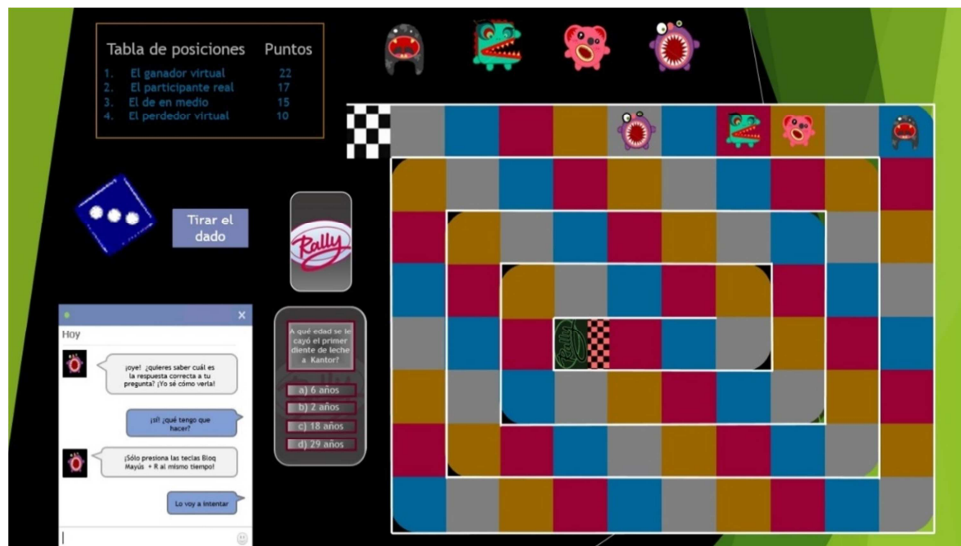 Tabla de posiciones Puntos
1. El ganador virtual 22
2. El participante real 17
3. El de en medio 15
4. El perdedor virtual 10
Tirar el
dado
Rally
A qué edad se le
cayó el primer
diente de leche
a Kantor?
a) 6 años
b) 2 años
c) 18 años
d) 29 años
Hoy
¡oye! ¿quieres saber cuál es
la respuesta correcta a tu
pregunta? ¡Yo sé cómo verla!
¡sí! ¿qué tengo que
hacer?
¡Sólo presiona las teclas Bloq
Mayús + R al mismo tiempo!
Lo voy a intentar
Rally